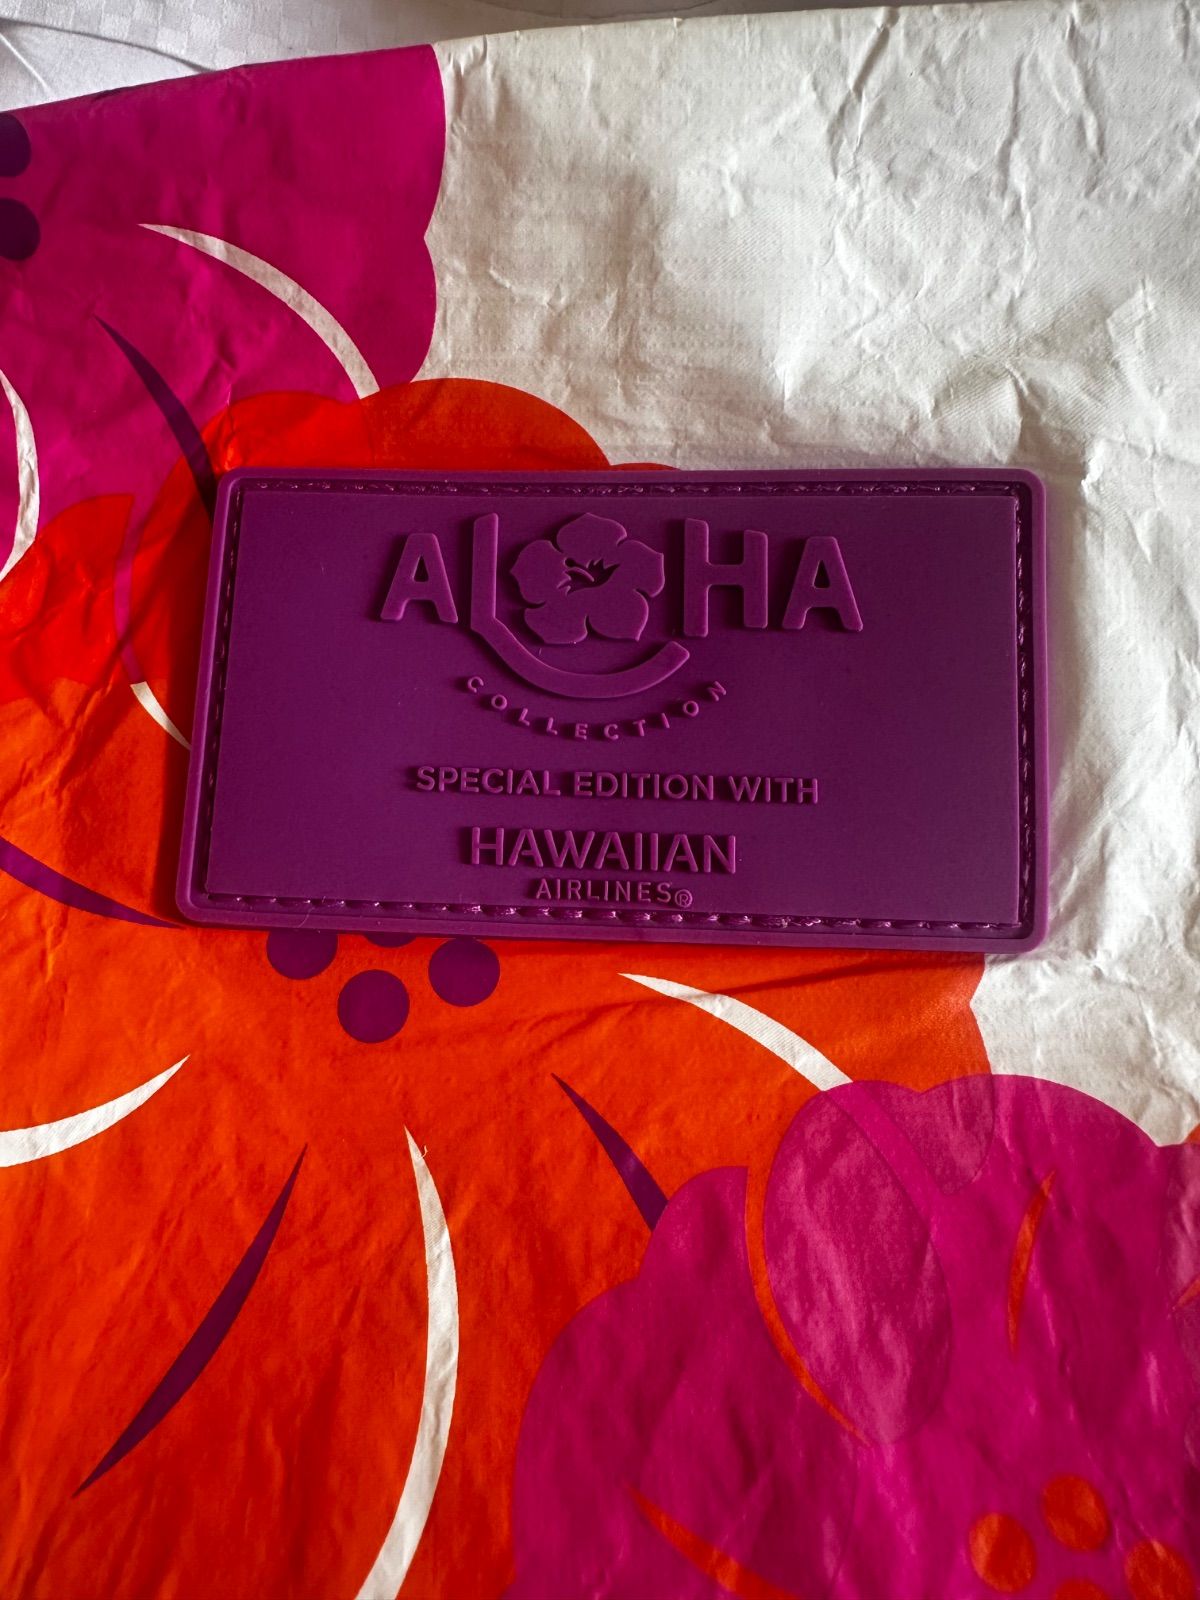 ALOHA
COLLECTION
SPECIAL EDITION WITH
HAWAIIAN
AIRLINES®